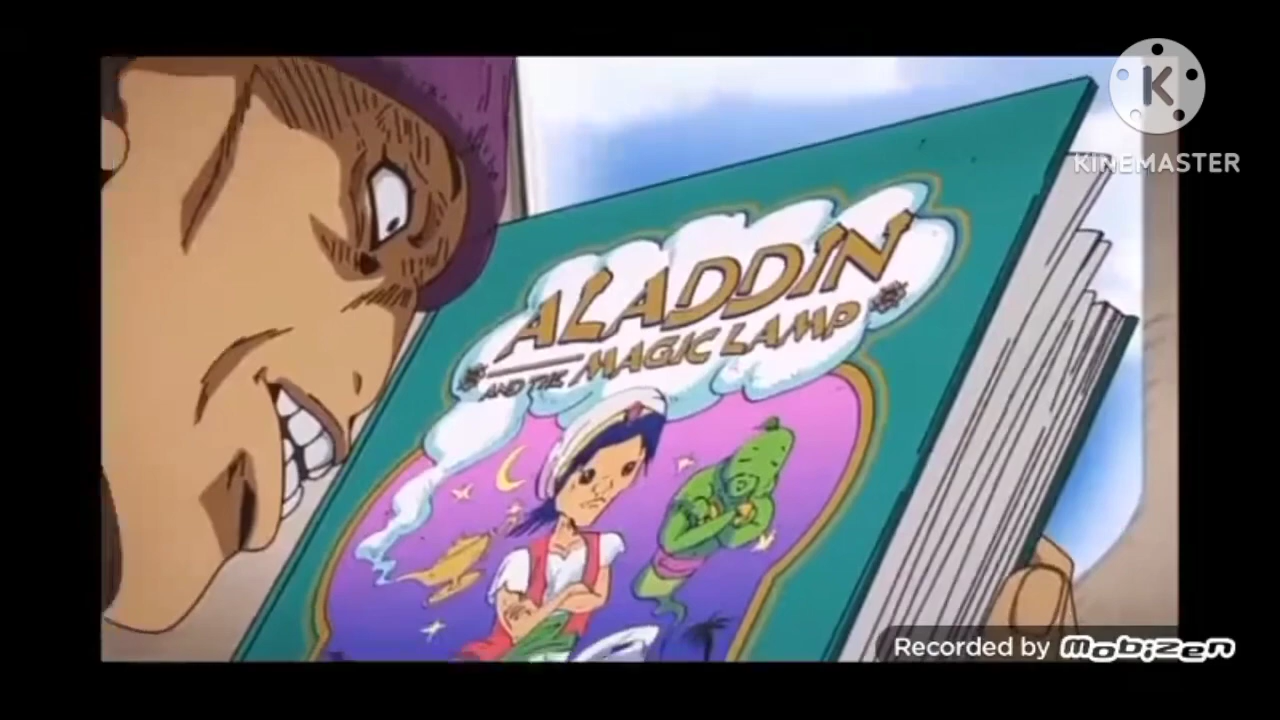 KINEMASTER
ALADDIN
AND THE MAGIC LAMP
Recorded by mobizen